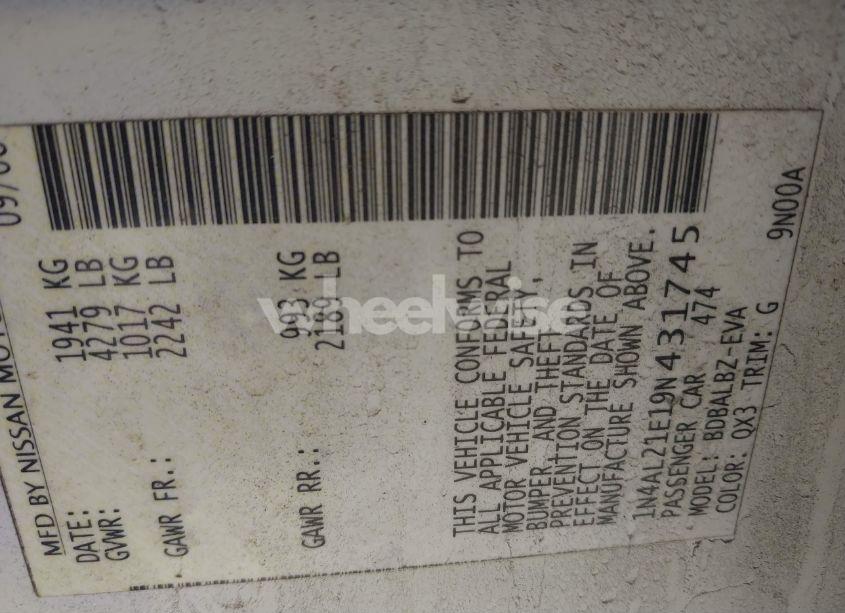 MFD BY NISSAN MOTO
DATE: 09/0
GVWR: 1941 KG
4279 LB
1017 KG
GAWR FR.: 2242 LB
993 KG
GAWR RR.: 2189 LB
THIS VEHICLE CONFORMS TO
ALL APPLICABLE FEDERAL
MOTOR VEHICLE SAFETY,
BUMPER, AND THEFT
PREVENTION STANDARDS IN
EFFECT ON THE DATE OF
MANUFACTURE SHOWN ABOVE.
1N4AL21E19N431745
PASSENGER CAR 474
MODEL: BDBALBZ-EVA
COLOR: QX3 TRIM: G 9N00A
wheelwise